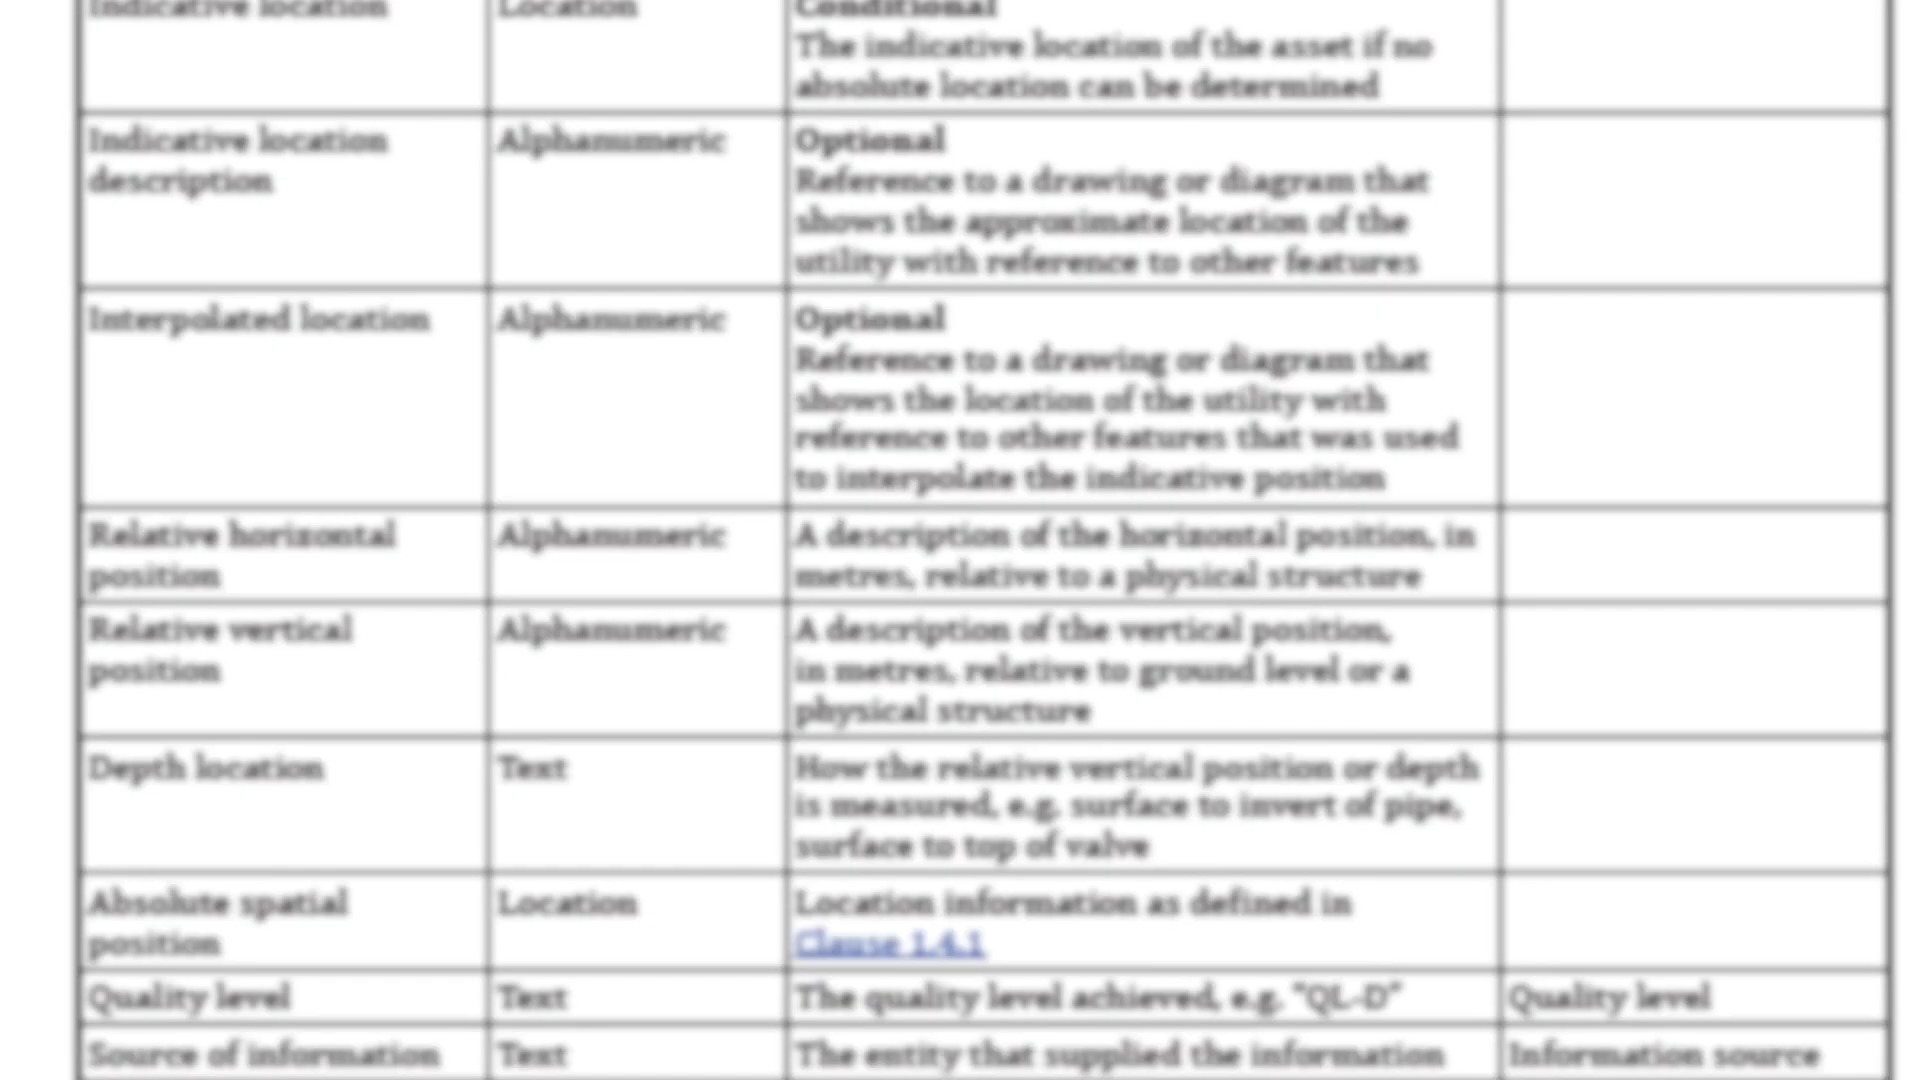 Indicative location
Location
Conditional
The indicative location of the asset if no
absolute location can be determined
Indicative location
description
Alphanumeric
Optional
Reference to a drawing or diagram that
shows the approximate location of the
utility with reference to other features
Interpolated location
Alphanumeric
Optional
Reference to a drawing or diagram that
shows the location of the utility with
reference to other features that was used
to interpolate the indicative position
Relative horizontal
position
Alphanumeric
A description of the horizontal position, in
metres, relative to a physical structure
Relative vertical
position
Alphanumeric
A description of the vertical position,
in metres, relative to ground level or a
physical structure
Depth location
Text
How the relative vertical position or depth
is measured, e.g. surface to invert of pipe,
surface to top of valve
Absolute spatial
position
Location
Location information as defined in
Clause 1.4.1
Quality level
Text
The quality level achieved, e.g. “QL-D”
Quality level
Source of information
Text
The entity that supplied the information
Information source